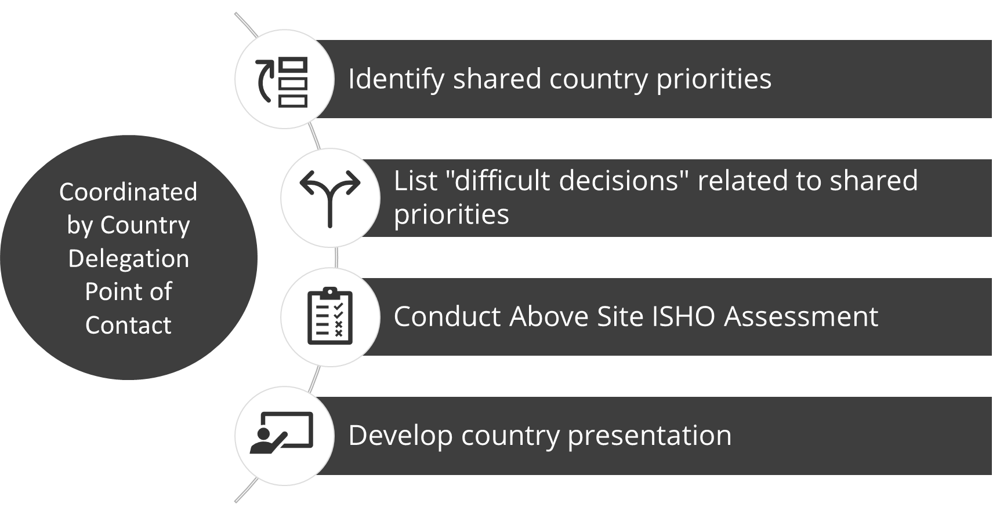 Coordinated
by Country
Delegation
Point of
Contact
Identify shared country priorities
List "difficult decisions" related to shared
priorities
Conduct Above Site ISHO Assessment
Develop country presentation